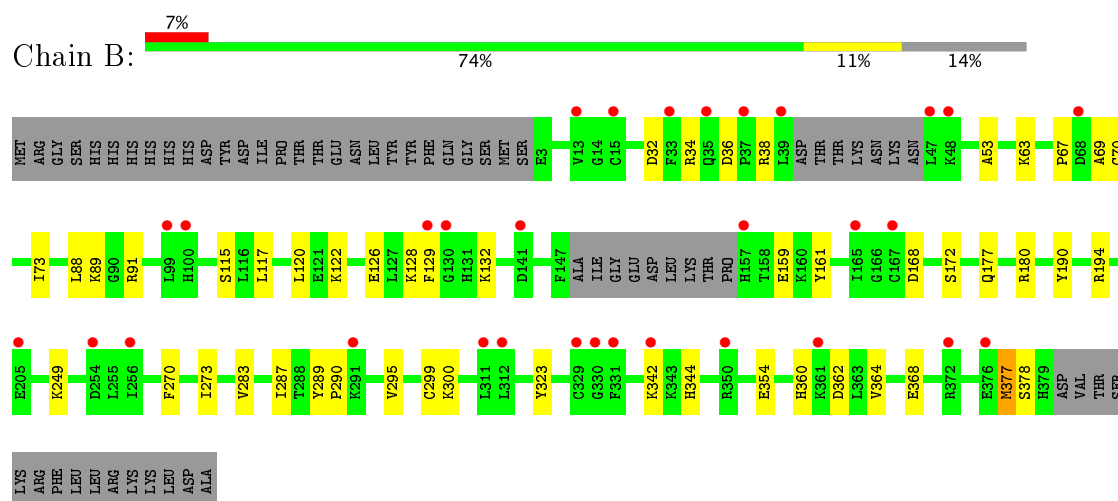 7%
Chain B:
74% 11% 14%
MET ARG GLY SER HIS HIS HIS HIS HIS HIS HIS ASP TYR ASP ILE PRO THR THR GLU ASN LEU TYR TYR PHE GLN GLY SER MET SER E3 V13 G14 C15 D32 F33 R34 Q35 D36 P37 R38 L39 ASP THR THR LYS ASN LYS ASN L47 K48 A53 K63 P67 D68 A69 C70
I73 L88 K89 G90 R91 L99 H100 S115 L116 L117 L120 E121 K122 E126 L127 K128 F129 G130 H131 K132 D141 F147 ALA ILE GLY GLU ASP LEU LYS THR PRO H157 T158 E159 K160 Y161 I165 G166 C167 D168 S172 Q177 R180 Y190 R194
E205 K249 D254 L255 I256 F270 I273 V283 I287 T288 Y289 P290 K291 V295 C299 K300 L311 L312 Y323 C329 G330 F331 K342 K343 H344 R350 E354 H360 K361 D362 L363 V364 E368 R372 E376 M377 S378 H379 ASP VAL THR SER
LYS ARG PHE LEU LEU ARG LYS LYS LEU ASP ALA